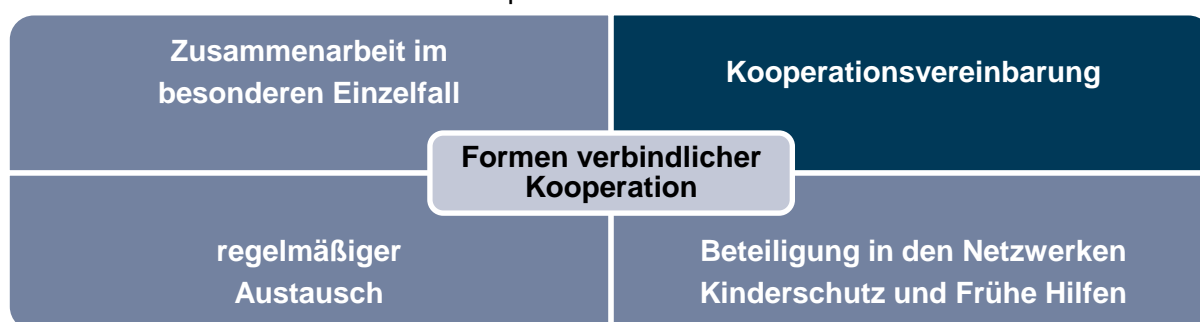 Zusammenarbeit im
besonderen Einzelfall
Kooperationsvereinbarung
Formen verbindlicher
Kooperation
regelmäßiger
Austausch
Beteiligung in den Netzwerken
Kinderschutz und Frühe Hilfen